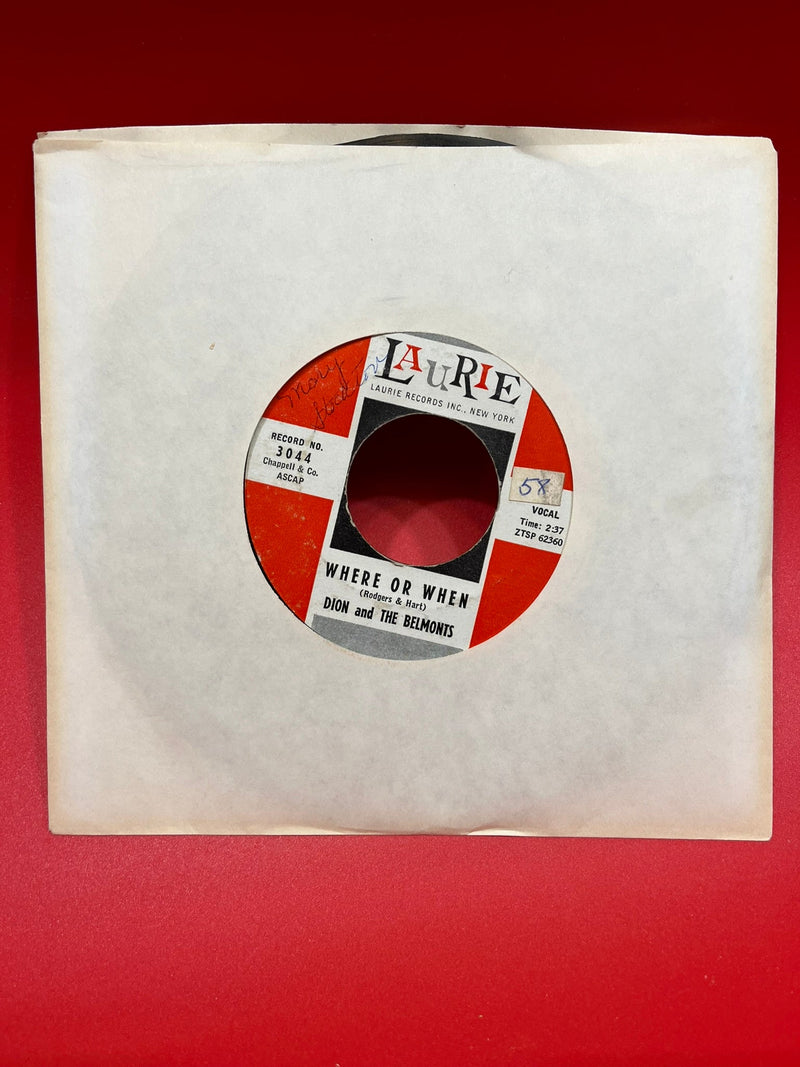 Mary
LAURIE
LAURIE RECORDS INC., NEW YORK
RECORD NO.
3044
Chappell & Co.
ASCAP
58
VOCAL
Time: 2:37
ZTSP 62360
WHERE OR WHEN
(Rodgers & Hart)
DION and THE BELMONTS